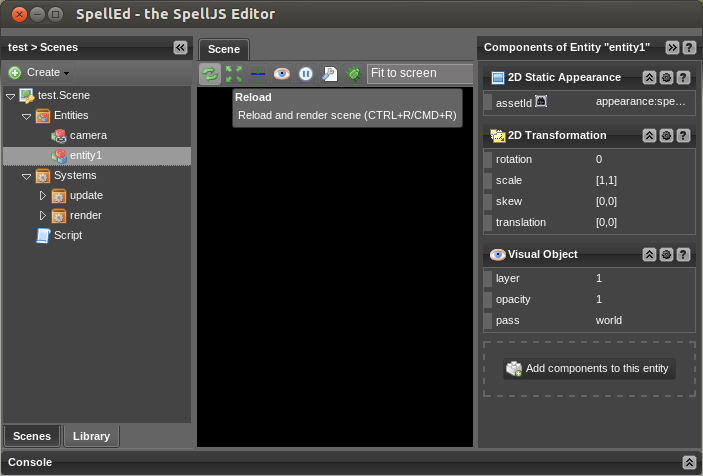 SpellEd - the SpellJS Editor
test > Scenes
Create
test.Scene
Entities
camera
entity1
Systems
update
render
Script
Scenes
Library
Scene
Fit to screen
Reload
Reload and render scene (CTRL+R/CMD+R)
Components of Entity "entity1"
2D Static Appearance
assetId appearance:spe...
2D Transformation
rotation 0
scale [1,1]
skew [0,0]
translation [0,0]
Visual Object
layer 1
opacity 1
pass world
Add components to this entity
Console